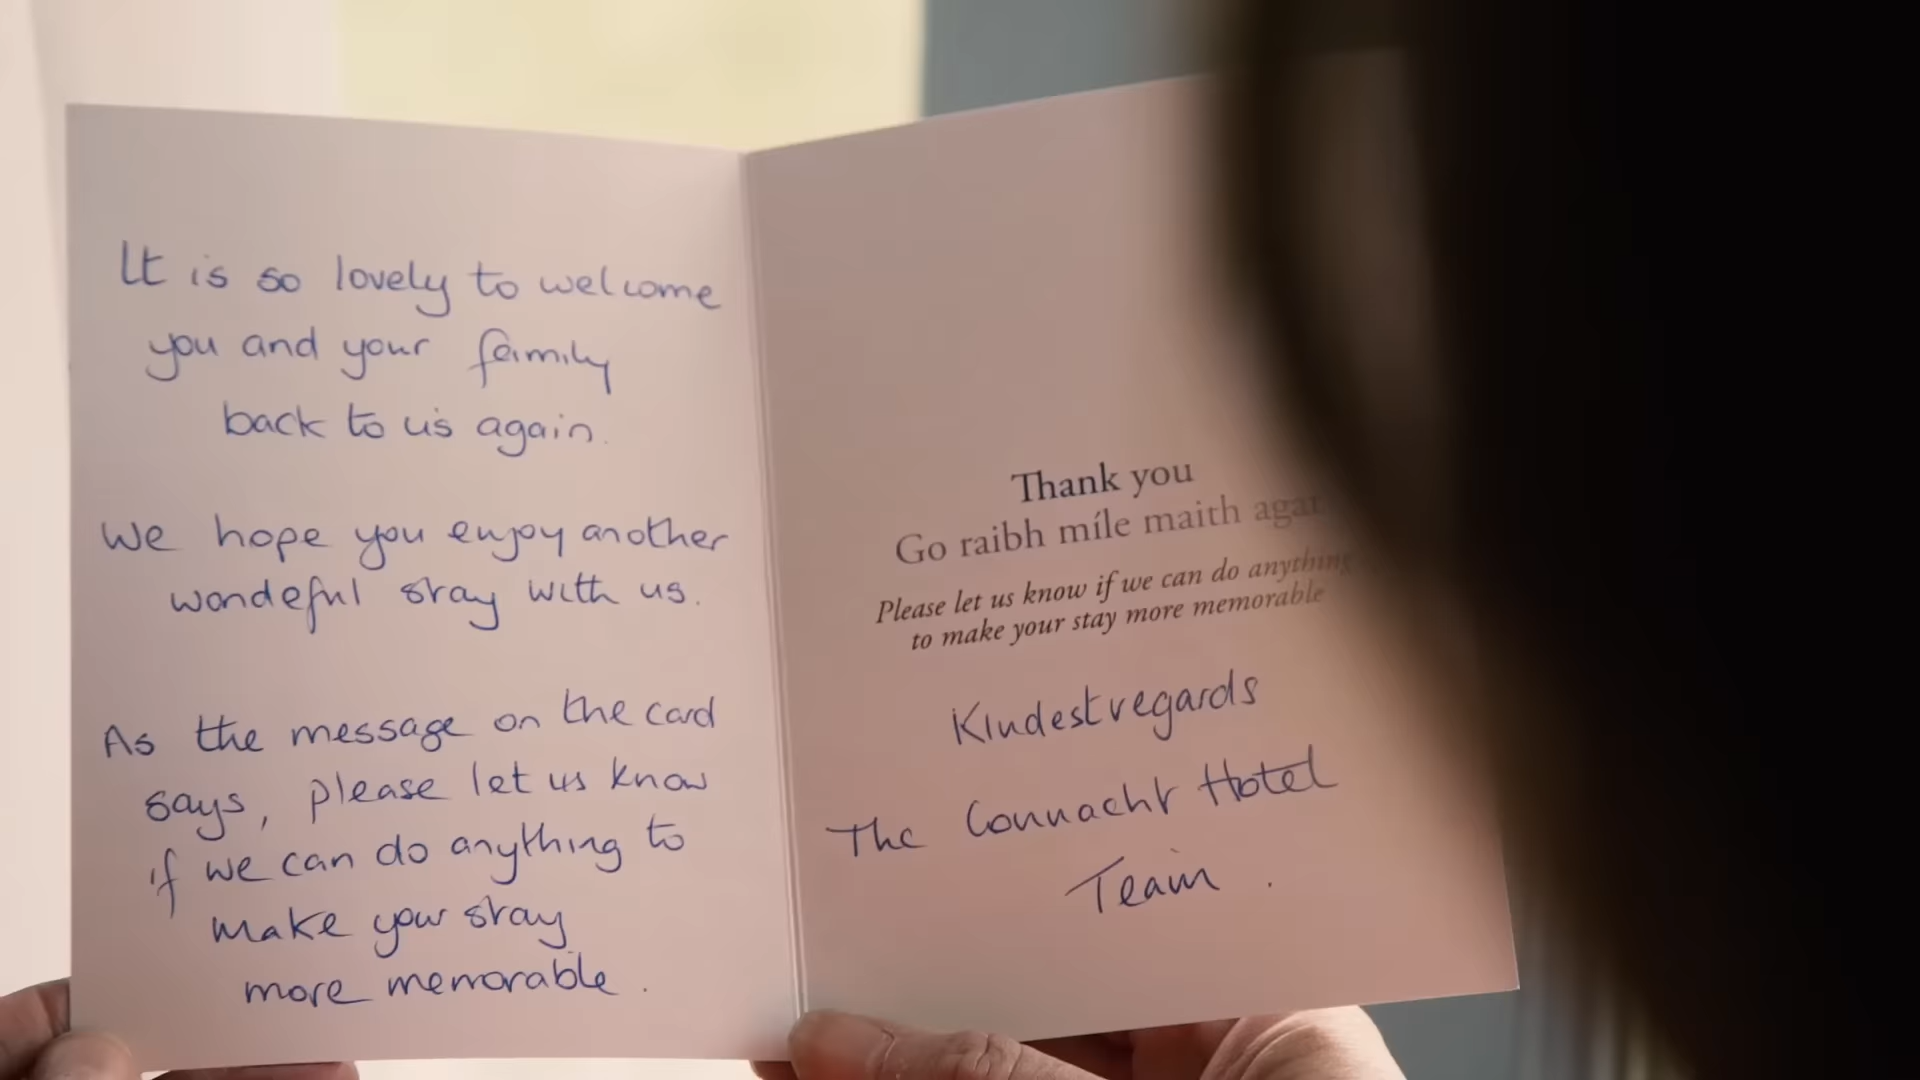 It is so lovely to welcome
you and your family
back to us again.
We hope you enjoy another
wondeful stay with us.
As the message on the card
says, please let us know
if we can do anything to
make your stay
more memorable.
Thank you
Go raibh míle maith agat
Please let us know if we can do anything
to make your stay more memorable
Kindest regards
The Connacht Hotel
Team.